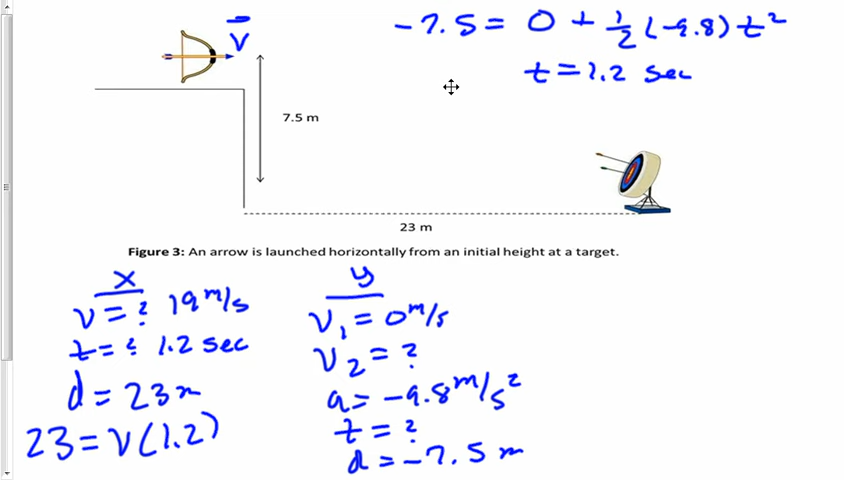 V
-7.5 = 0 + 1/2 (-9.8) t²
t = 1.2 sec
7.5 m
23 m
Figure 3: An arrow is launched horizontally from an initial height at a target.
x
v = ? 19 m/s
t = ? 1.2 sec
d = 23 m
23 = v(1.2)
y
v₁ = 0 m/s
v₂ = ?
a = -9.8 m/s²
t = ?
d = -7.5 m